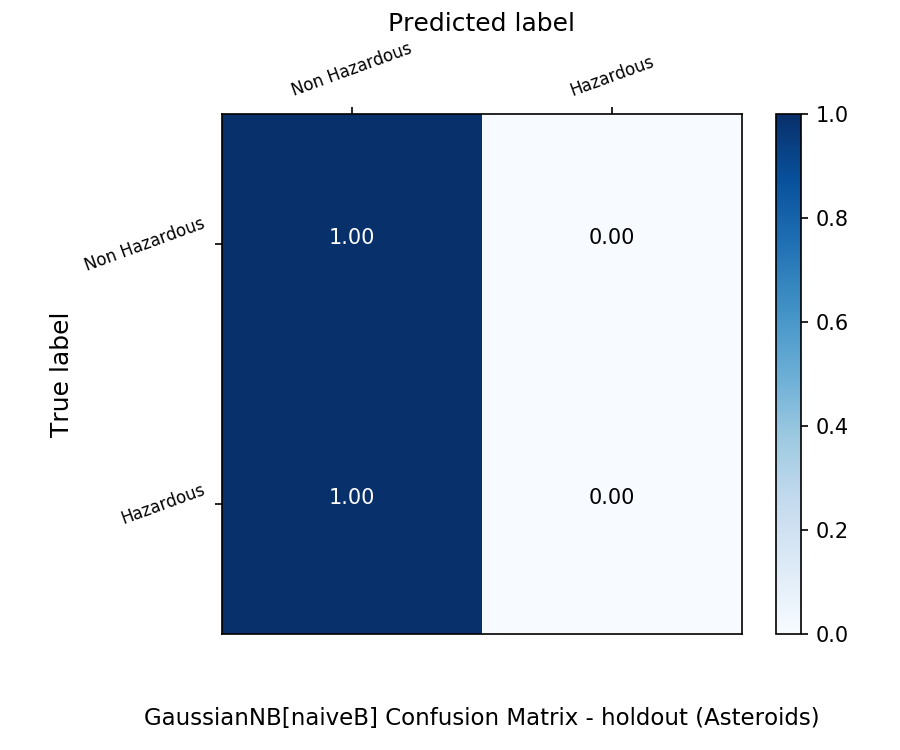 Predicted label
Non Hazardous
Hazardous
Non Hazardous
Hazardous
True label
1.00
0.00
1.00
0.00
1.0
0.8
0.6
0.4
0.2
0.0
GaussianNB[naiveB] Confusion Matrix - holdout (Asteroids)